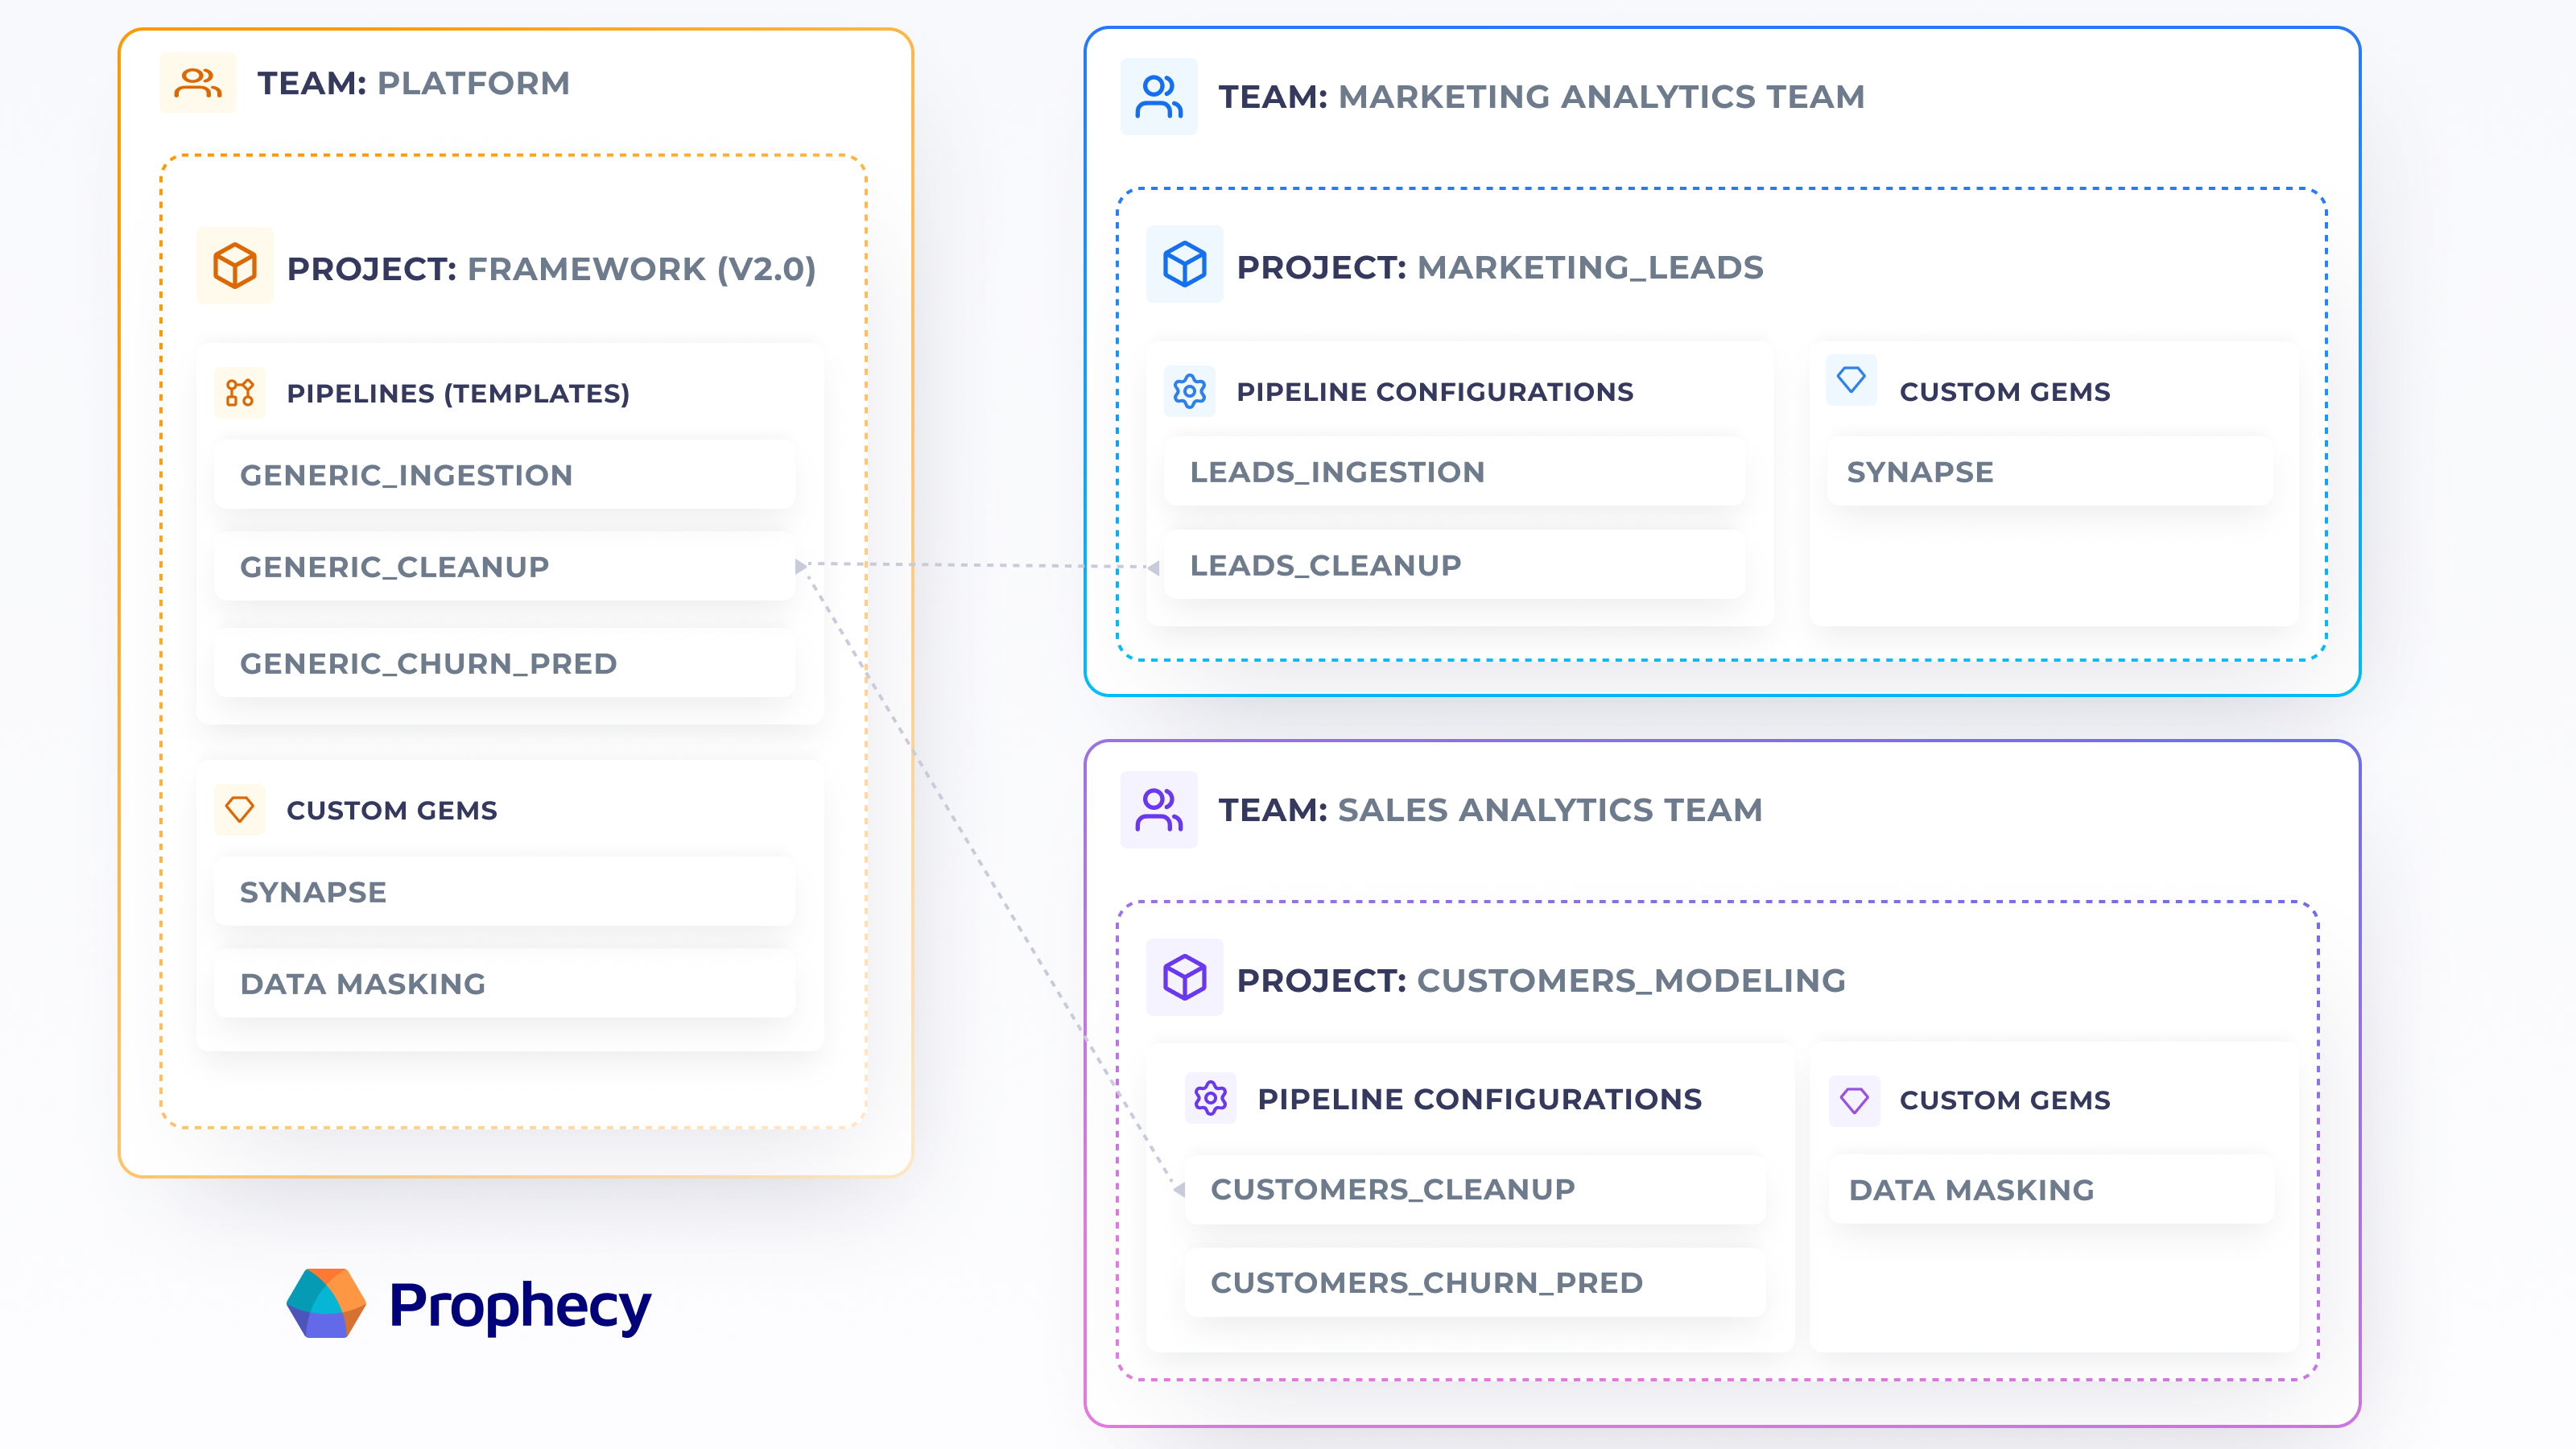 TEAM: PLATFORM
PROJECT: FRAMEWORK (V2.0)
PIPELINES (TEMPLATES)
GENERIC_INGESTION
GENERIC_CLEANUP
GENERIC_CHURN_PRED
CUSTOM GEMS
SYNAPSE
DATA MASKING
Prophecy
TEAM: MARKETING ANALYTICS TEAM
PROJECT: MARKETING_LEADS
PIPELINE CONFIGURATIONS
LEADS_INGESTION
LEADS_CLEANUP
CUSTOM GEMS
SYNAPSE
TEAM: SALES ANALYTICS TEAM
PROJECT: CUSTOMERS_MODELING
PIPELINE CONFIGURATIONS
CUSTOMERS_CLEANUP
CUSTOMERS_CHURN_PRED
CUSTOM GEMS
DATA MASKING